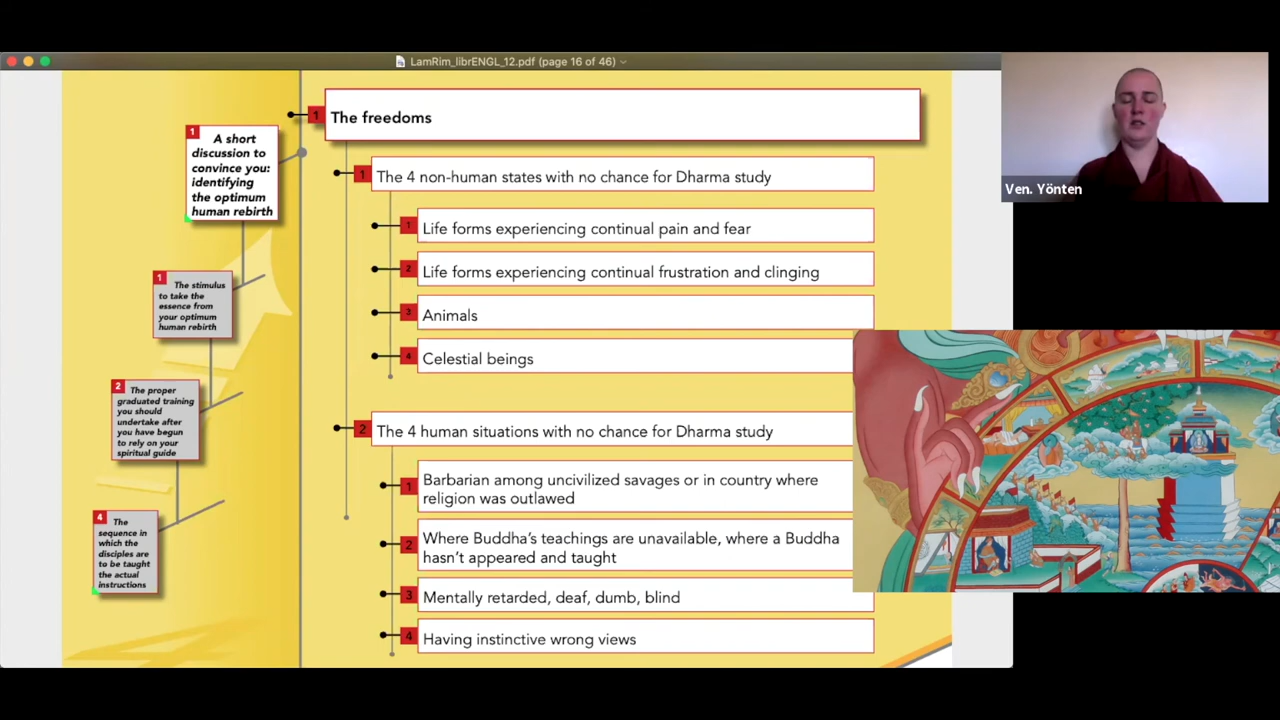 LamRim_librENGL_12.pdf (page 16 of 46)
1
The freedoms
1
A short
discussion to
convince you:
identifying
the optimum
human rebirth
1
The 4 non-human states with no chance for Dharma study
1
Life forms experiencing continual pain and fear
2
Life forms experiencing continual frustration and clinging
3
Animals
4
Celestial beings
1
The stimulus
to take the
essence from
your optimum
human rebirth
2
The proper
graduated training
you should
undertake after
you have begun
to rely on your
spiritual guide
2
The 4 human situations with no chance for Dharma study
1
Barbarian among uncivilized savages or in country where
religion was outlawed
2
Where Buddha's teachings are unavailable, where a Buddha
hasn't appeared and taught
3
Mentally retarded, deaf, dumb, blind
4
Having instinctive wrong views
4
The
sequence in
which the
disciples are
to be taught
the actual
instructions
Ven. Yönten